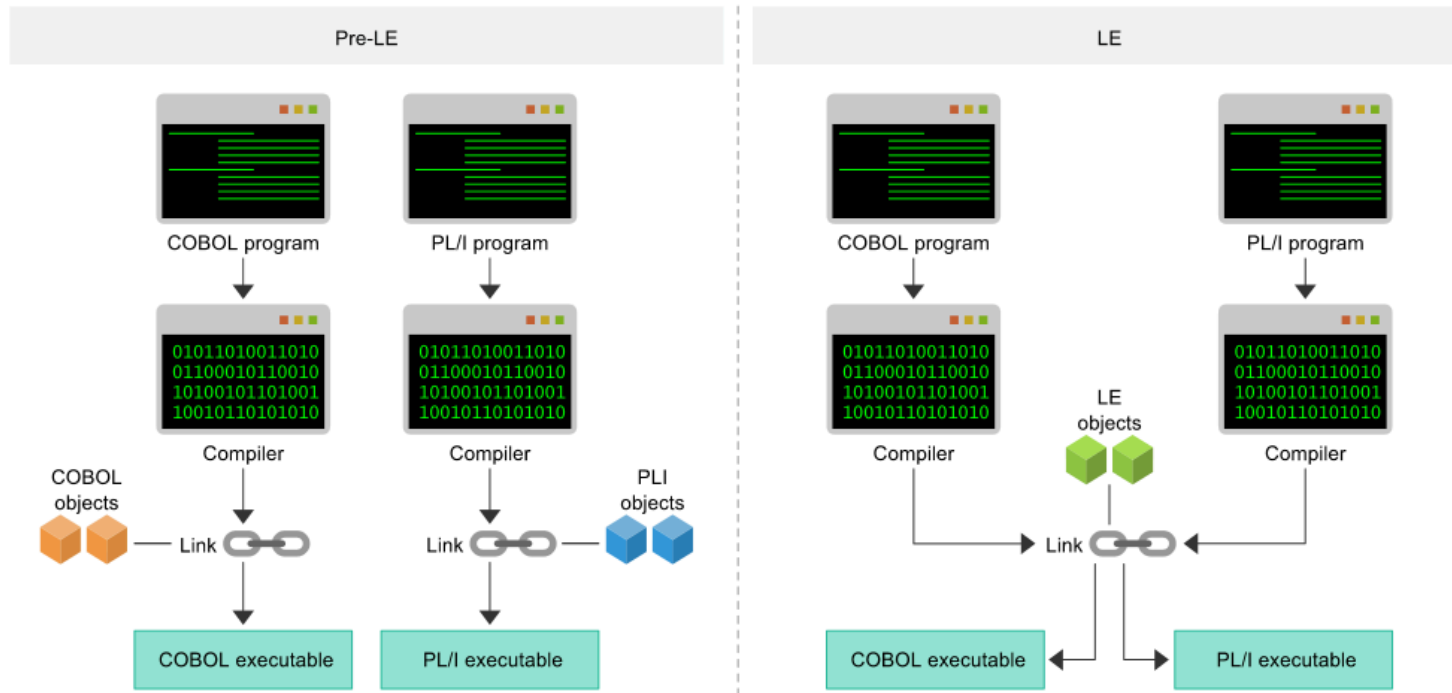 Pre-LE
LE
COBOL program
PL/I program
COBOL program
PL/I program
01011010011010
01100010110010
10100101101001
10010110101010
01011010011010
01100010110010
10100101101001
10010110101010
01011010011010
01100010110010
10100101101001
10010110101010
01011010011010
01100010110010
10100101101001
10010110101010
Compiler
Compiler
Compiler
Compiler
COBOL
objects
PLI
objects
LE
objects
Link
Link
Link
COBOL executable
PL/I executable
COBOL executable
PL/I executable